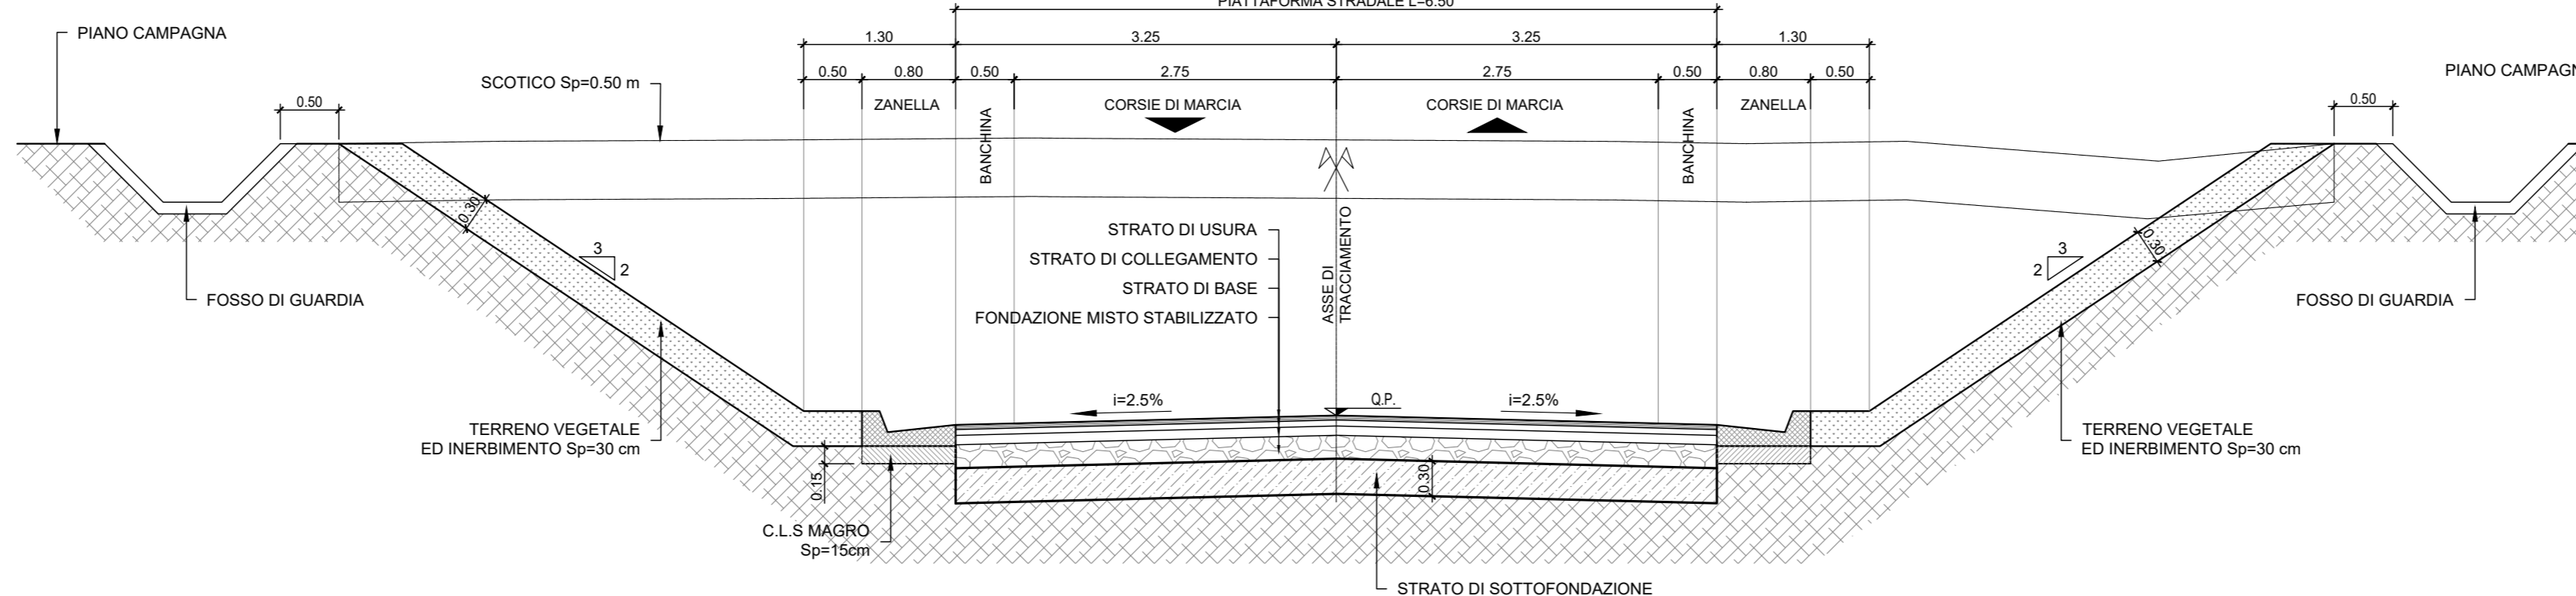 PIATTAFORMA STRADALE L=6.50
PIANO CAMPAGNA
1.30
3.25
3.25
1.30
SCOTICO Sp=0.50 m
0.50
0.80
0.50
2.75
2.75
0.50
0.80
0.50
PIANO CAMPAGN
0.50
ZANELLA
BANCHINA
CORSIE DI MARCIA
CORSIE DI MARCIA
BANCHINA
ZANELLA
0.50
0.30
STRATO DI USURA
STRATO DI COLLEGAMENTO
STRATO DI BASE
FONDAZIONE MISTO STABILIZZATO
ASSE DI
TRACCIAMENTO
0.30
3
2
3
2
FOSSO DI GUARDIA
FOSSO DI GUARDIA
i=2.5%
Q.P.
i=2.5%
TERRENO VEGETALE
ED INERBIMENTO Sp=30 cm
TERRENO VEGETALE
ED INERBIMENTO Sp=30 cm
0.15
0.30
C.L.S MAGRO
Sp=15cm
STRATO DI SOTTOFONDAZIONE